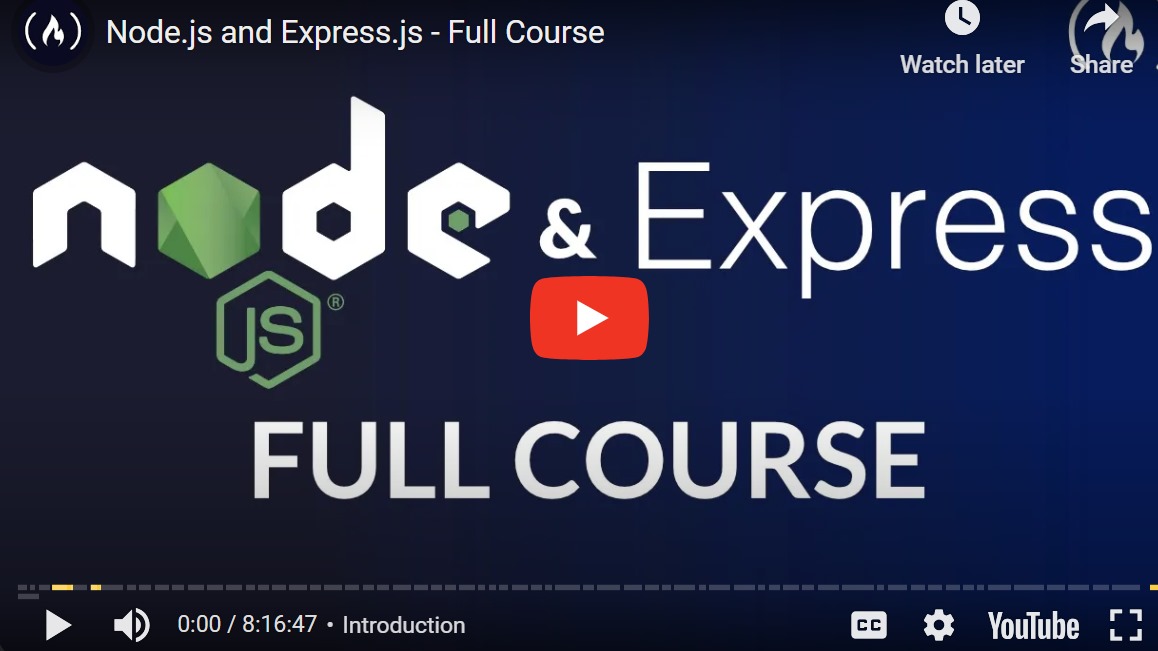 Node.js and Express.js - Full Course
Watch later
Share
node & Express
JS ®
FULL COURSE
0:00 / 8:16:47 • Introduction
CC
YouTube